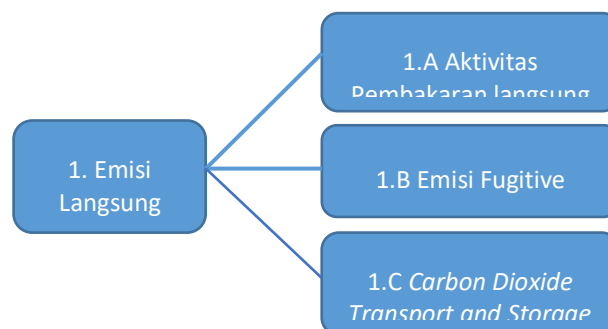 1.A Aktivitas
Pembakaran langsung
1. Emisi
Langsung
1.B Emisi Fugitive
1.C Carbon Dioxide
Transport and Storage